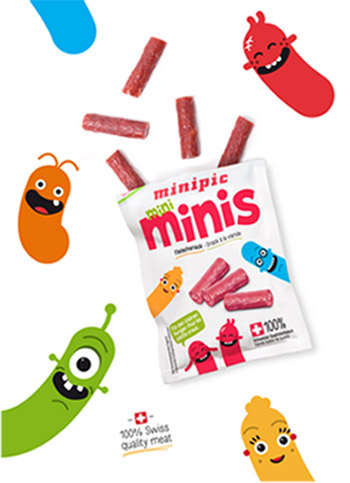 minipic
mini
minis
Fleischsnack • Snack à la viande
100%
100% Swiss
quality meat